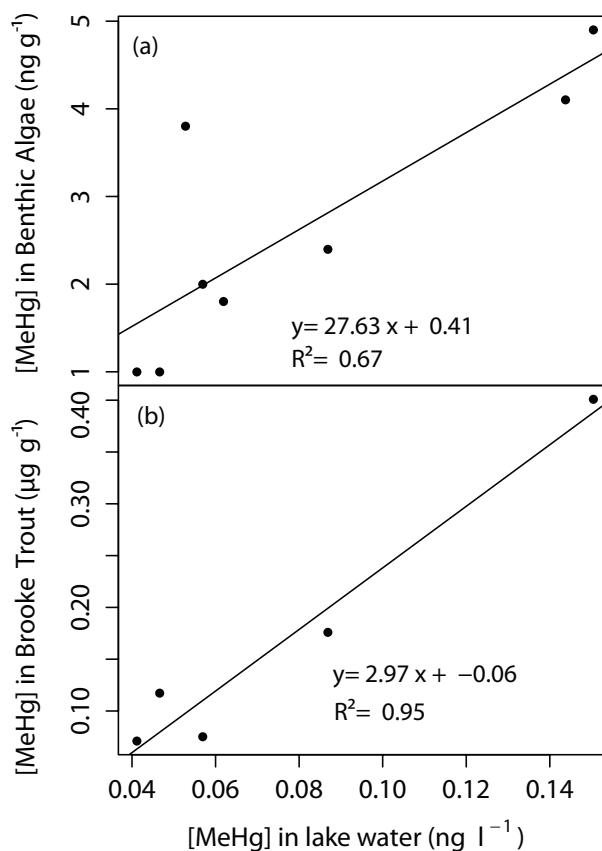 [MeHg] in Benthic Algae (ng g⁻¹)
5
4
3
2
1
(a)
y= 27.63 x + 0.41
R²= 0.67
[MeHg] in Brooke Trout (µg g⁻¹)
0.40
0.30
0.20
0.10
(b)
y= 2.97 x + −0.06
R²= 0.95
0.04 0.06 0.08 0.10 0.12 0.14
[MeHg] in lake water (ng l⁻¹)